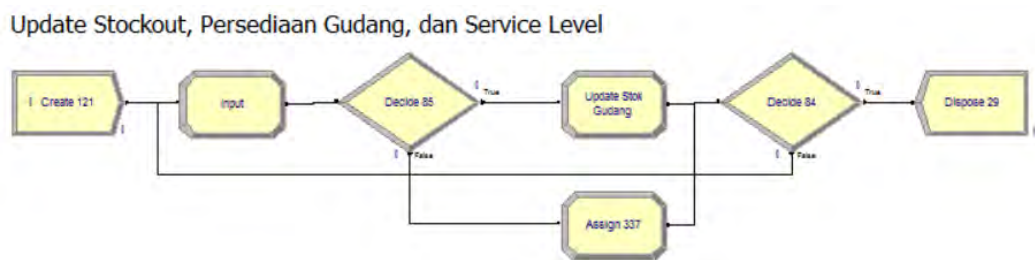 Update Stockout, Persediaan Gudang, dan Service Level
Create 121
Input
Decide 85
True
False
Update Stok
Gudang
Decide 84
True
False
Dispose 29
Assign 337